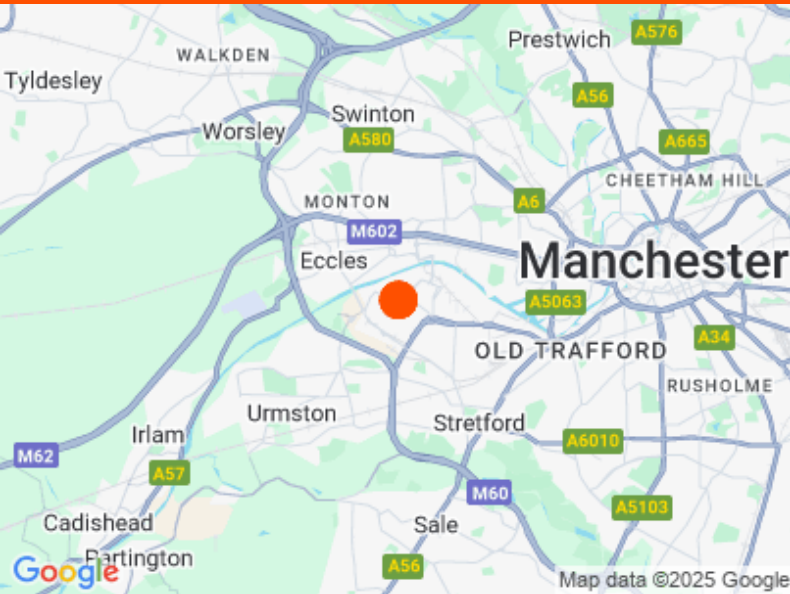 Prestwich
A576
WALKDEN
Tyldesley
A56
Swinton
Worsley
A580
A665
CHEETHAM HILL
A6
MONTON
M602
Eccles
Manchester
A5063
A34
OLD TRAFFORD
RUSHOLME
Urmston
Stretford
Irlam
A6010
M62
A57
M60
A5103
Cadishead
Sale
Partington
A56
Google
Map data ©2025 Google